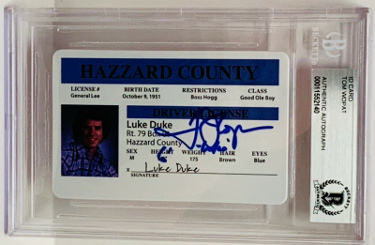 HAZZARD COUNTY
LICENSE # BIRTH DATE RESTRICTIONS CLASS
General Lee October 9, 1951 Boss Hogg Good Ole Boy
DRIVER LICENSE
Luke Duke
Rt. 79 Box
Hazzard County
SEX HEIGHT WEIGHT HAIR EYES
M 175 Brown Blue
x Luke Duke
SIGNATURE
ID CARD
TOM WOPAT
AUTHENTIC AUTOGRAPH
00011552140
BECKETT